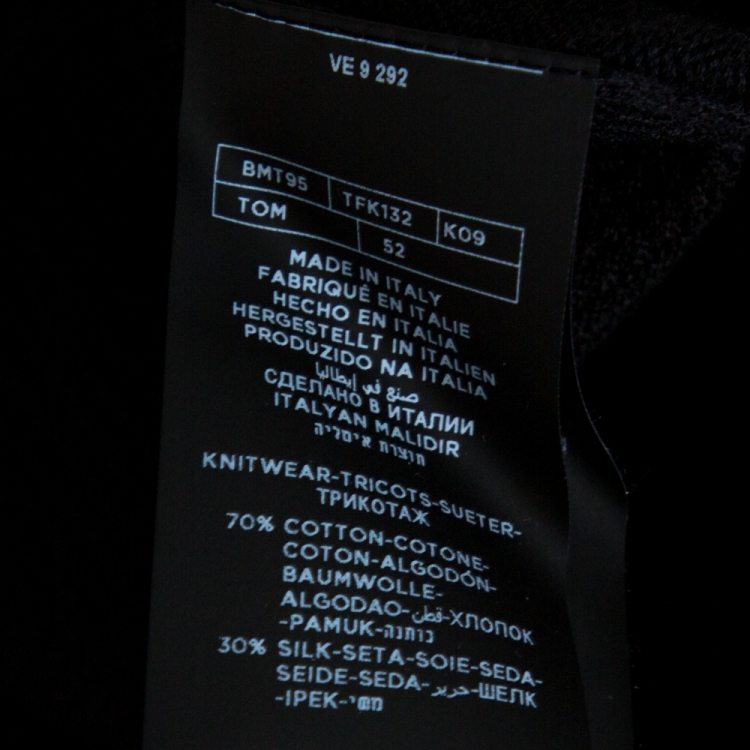 VE 9 292
BMT95 TFK132 K09
TOM 52
MADE IN ITALY
FABRIQUÉ EN ITALIE
HECHO EN ITALIA
HERGESTELLT IN ITALIEN
PRODUZIDO NA ITALIA
صنع في إيطاليا
СДЕЛАНО В ИТАЛИИ
ITALYAN MALIDIR
תוצרת איטליה
KNITWEAR-TRICOTS-SUETER-
ТРИКОТАЖ
70% COTTON-COTONE-
COTON-ALGODÓN-
BAUMWOLLE-
ALGODAO-قطن-ХЛОПОК
-PAMUK-כותנה
30% SILK-SETA-SOIE-SEDA-
SEIDE-SEDA-حرير-ШЕЛК
-IPEK-משי